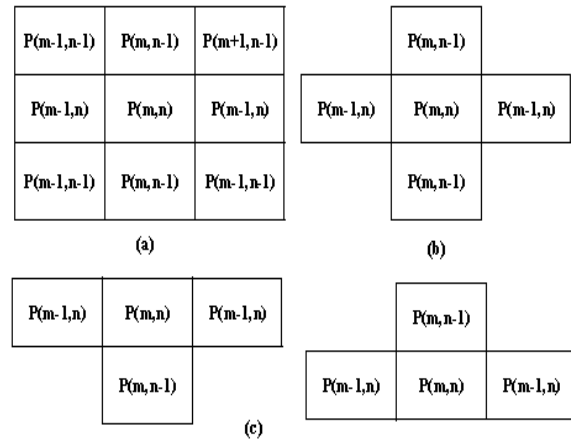 P(m-1,n-1) P(m,n-1) P(m+1,n-1)
P(m-1,n) P(m,n) P(m-1,n)
P(m-1,n-1) P(m,n-1) P(m-1,n-1)
(a)
P(m,n-1)
P(m-1,n) P(m,n) P(m-1,n)
P(m,n-1)
(b)
P(m-1,n) P(m,n) P(m-1,n)
P(m,n-1)
P(m,n-1)
P(m-1,n) P(m,n) P(m-1,n)
(c)